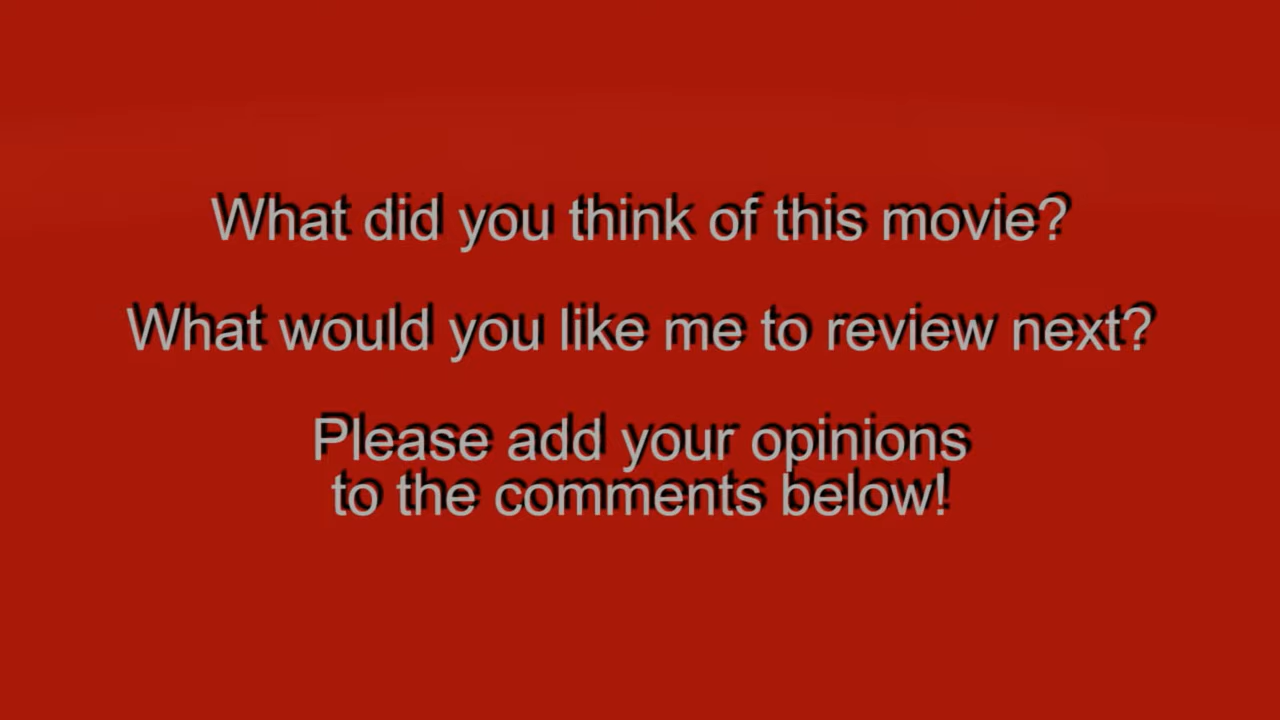 What did you think of this movie?
What would you like me to review next?
Please add your opinions
to the comments below!